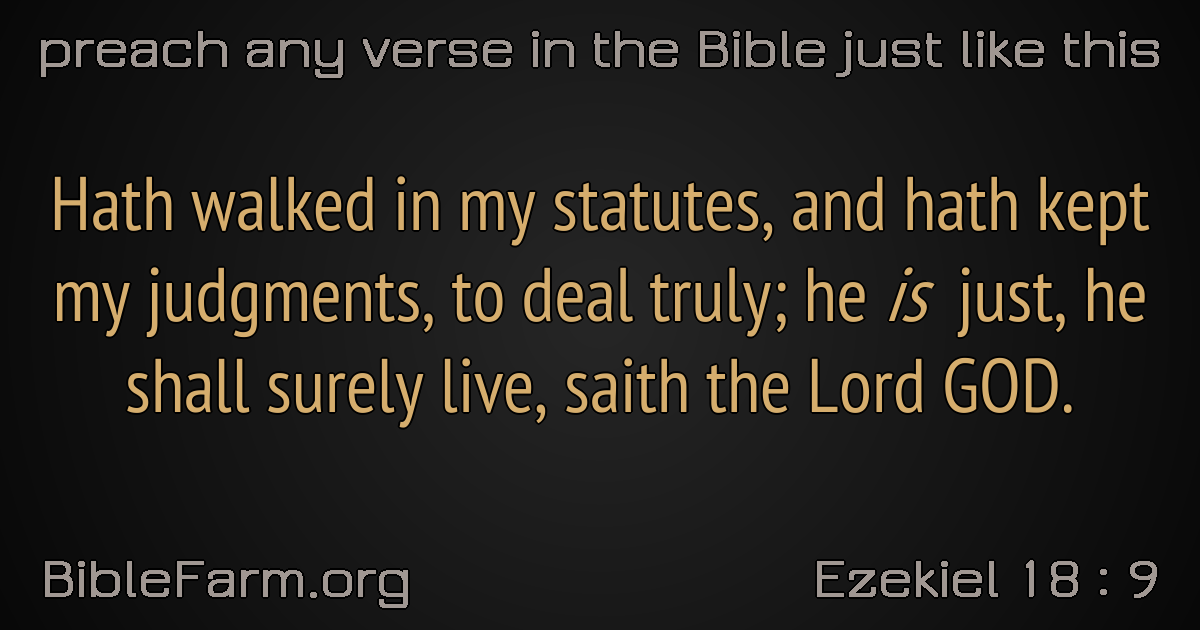 preach any verse in the Bible just like this
Hath walked in my statutes, and hath kept
my judgments, to deal truly; he is just, he
shall surely live, saith the Lord GOD.
BibleFarm.org
Ezekiel 18 : 9